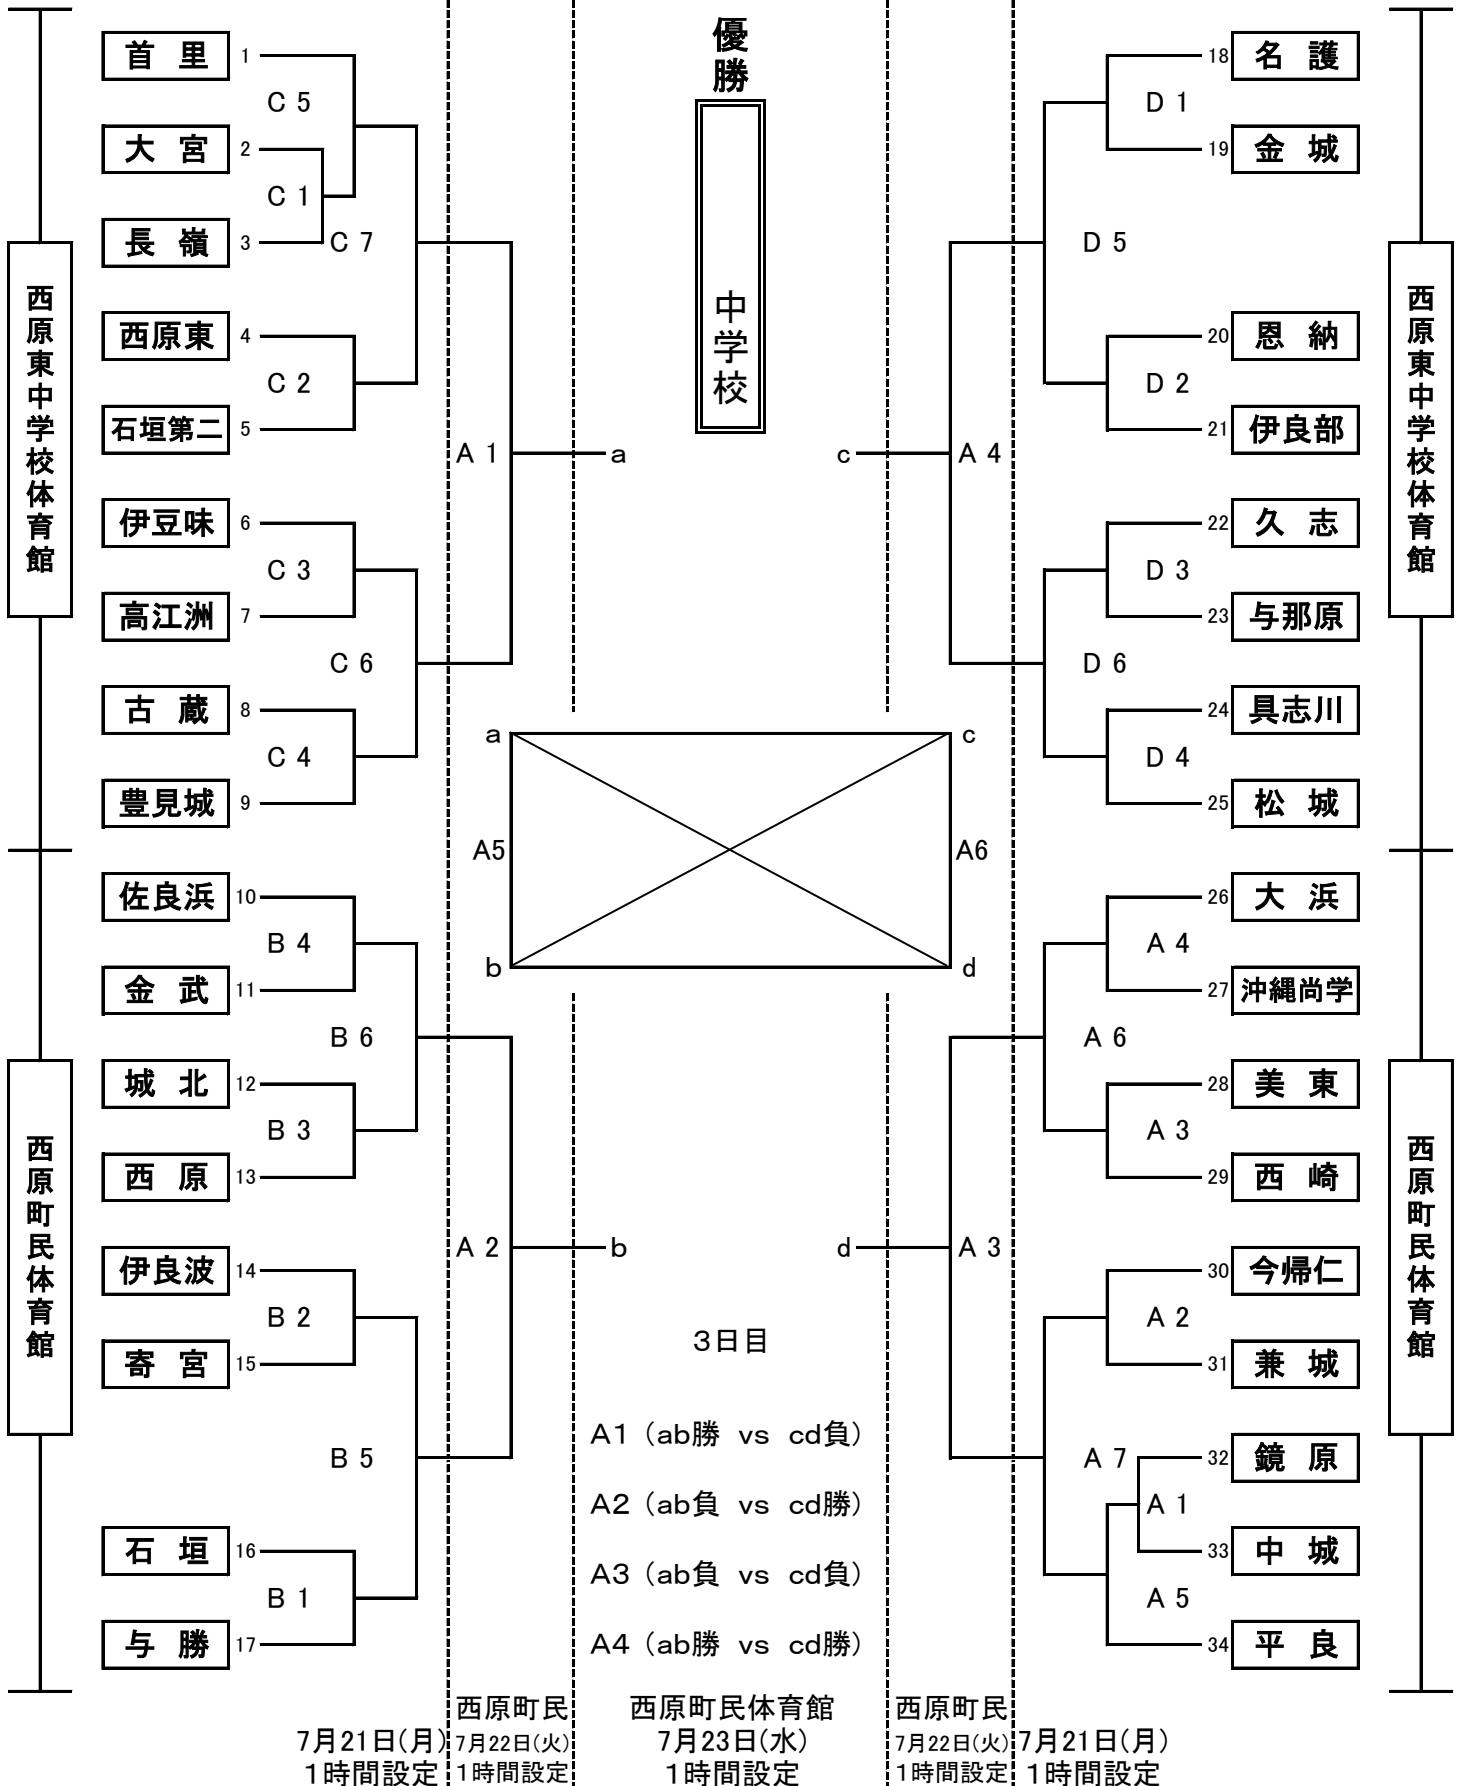 優勝
中学校
西原東中学校体育館
西原町民体育館
首里 1
大宮 2
長嶺 3
西原東 4
石垣第二 5
伊豆味 6
高江洲 7
古蔵 8
豊見城 9
佐良浜 10
金武 11
城北 12
西原 13
伊良波 14
寄宮 15
石垣 16
与勝 17
C 5
C 1
C 7
C 2
C 3
C 6
C 4
B 4
B 6
B 3
B 2
B 5
B 1
A 1
A 2
a
b
a
c
A5
A6
b
d
c
d
A 4
A 3
D 1
D 5
D 2
D 3
D 6
D 4
A 4
A 6
A 3
A 2
A 7
A 1
A 5
18 名護
19 金城
20 恩納
21 伊良部
22 久志
23 与那原
24 具志川
25 松城
26 大浜
27 沖縄尚学
28 美東
29 西崎
30 今帰仁
31 兼城
32 鏡原
33 中城
34 平良
西原東中学校体育館
西原町民体育館
3日目
A1（ab勝 vs cd負）
A2（ab負 vs cd勝）
A3（ab負 vs cd負）
A4（ab勝 vs cd勝）
7月21日(月)
1時間設定
西原町民
7月22日(火)
1時間設定
西原町民体育館
7月23日(水)
1時間設定
西原町民
7月22日(火)
1時間設定
7月21日(月)
1時間設定